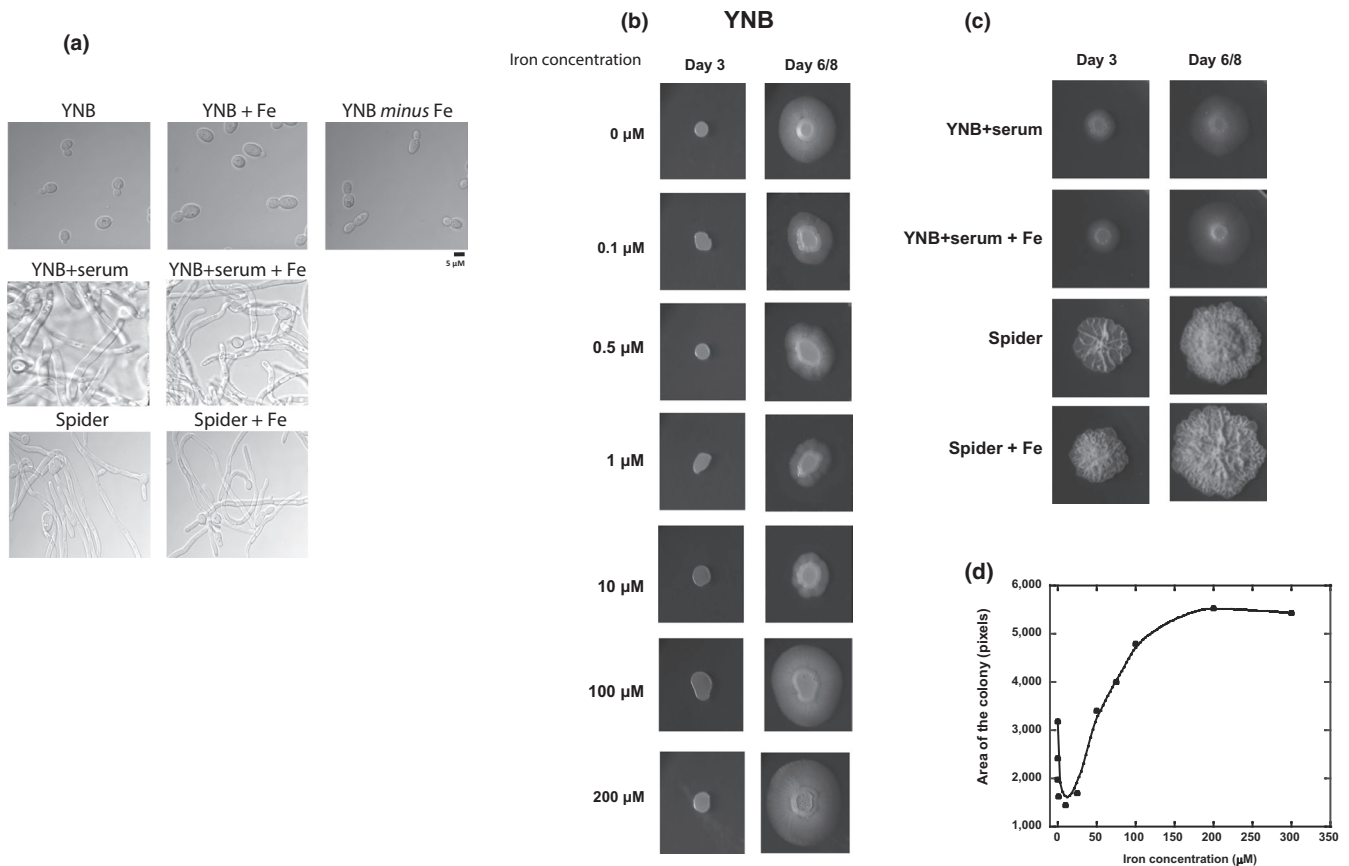 (a)
YNB YNB + Fe YNB minus Fe
5 µM
YNB+serum YNB+serum + Fe
Spider Spider + Fe
(b) YNB
Iron concentration Day 3 Day 6/8
0 µM
0.1 µM
0.5 µM
1 µM
10 µM
100 µM
200 µM
(c)
Day 3 Day 6/8
YNB+serum
YNB+serum + Fe
Spider
Spider + Fe
(d)
6,000
5,000
4,000
3,000
2,000
1,000
Area of the colony (pixels)
0 50 100 150 200 250 300 350
Iron concentration (µM)